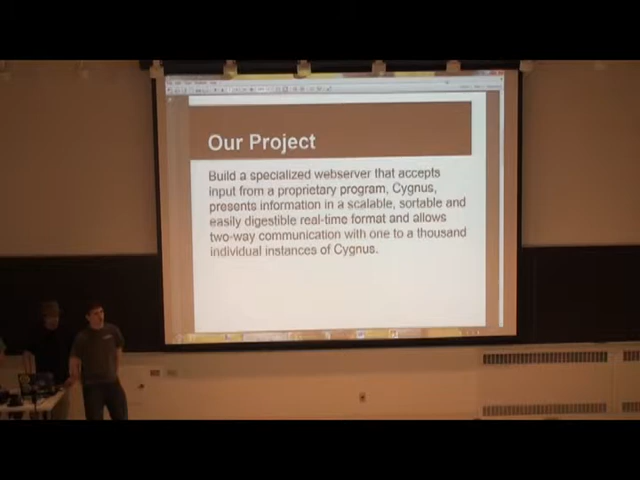 Our Project
Build a specialized webserver that accepts
input from a proprietary program, Cygnus,
presents information in a scalable, sortable and
easily digestible real-time format and allows
two-way communication with one to a thousand
individual instances of Cygnus.